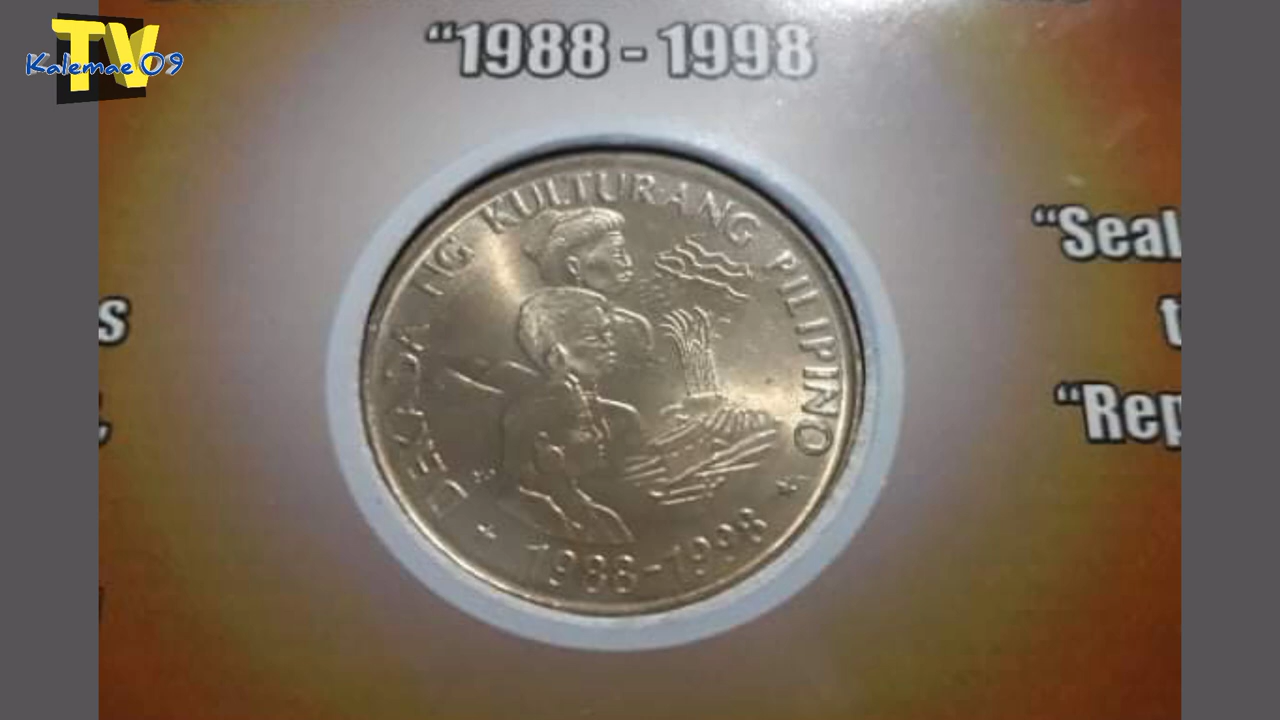 TV
Kalemae 09
“1988 - 1998
DEKADA NG KULTURANG PILIPINO
1988-1998
s
“Seal
t
“Rep